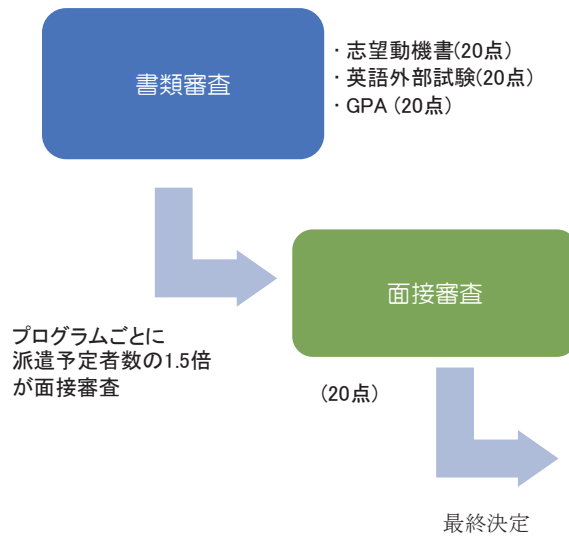 書類審査
・志望動機書(20点)
・英語外部試験(20点)
・GPA (20点)
面接審査
プログラムごとに
派遣予定者数の1.5倍
が面接審査
(20点)
最終決定